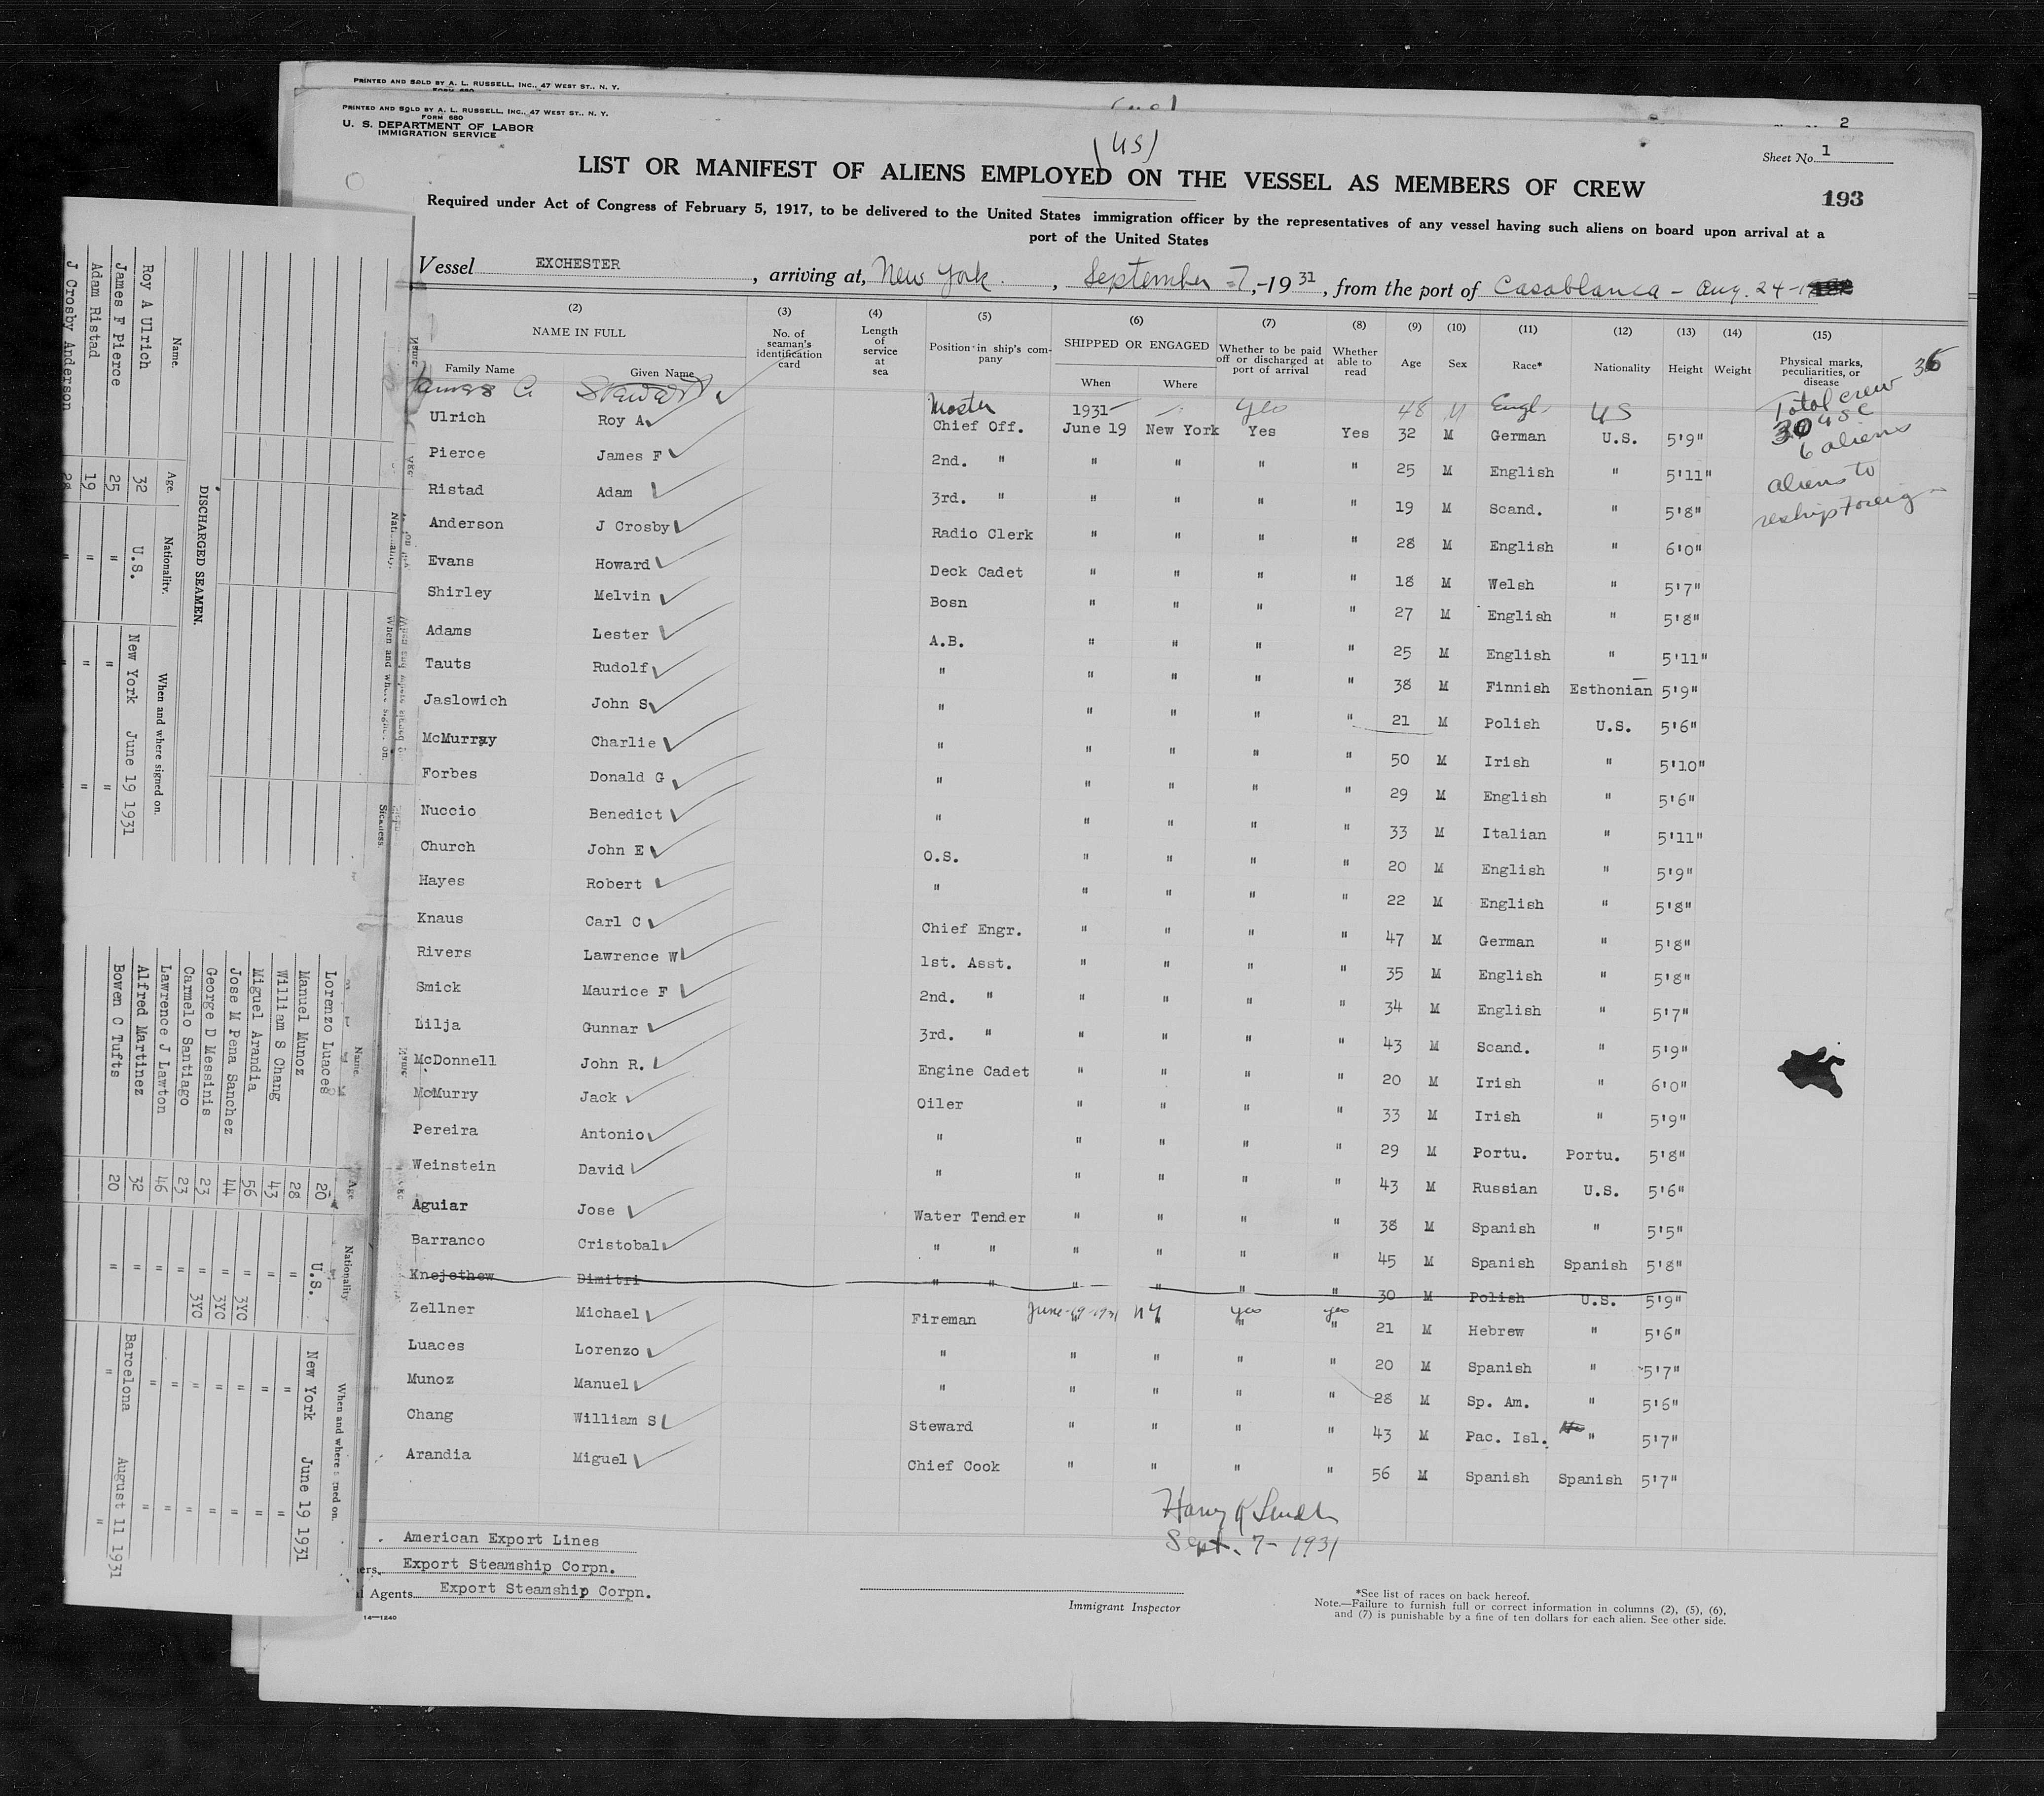 PRINTED AND SOLD BY A. L. RUSSELL, INC., 47 WEST ST., N. Y.
FORM 680
2
PRINTED AND SOLD BY A. L. RUSSELL, INC., 47 WEST ST., N. Y.
FORM 680
U. S. DEPARTMENT OF LABOR
IMMIGRATION SERVICE
(US)
Sheet No. 1
LIST OR MANIFEST OF ALIENS EMPLOYED ON THE VESSEL AS MEMBERS OF CREW
193
Required under Act of Congress of February 5, 1917, to be delivered to the United States immigration officer by the representatives of any vessel having such aliens on board upon arrival at a
port of the United States
Vessel EXCHESTER, arriving at, New York, September 7, 1931, from the port of Casablanca - Aug. 24-
(2) (3) (4) (5) (6) (7) (8) (9) (10) (11) (12) (13) (14) (15)
NAME IN FULL No. of seaman's identification card Length of service at sea Position in ship's company SHIPPED OR ENGAGED Whether to be paid off or discharged at port of arrival Whether able to read Age Sex Race* Nationality Height Weight Physical marks, peculiarities, or disease
Family Name Given Name When Where
James C. Stewart Master 1931 Yes 48 M Engl. US
Total crew 36
30 USC
6 aliens
aliens to
reship foreign
Ulrich Roy A Chief Off. June 19 New York Yes Yes 32 M German U.S. 5'9"
Pierce James F 2nd. " " " " " 25 M English " 5'11"
Ristad Adam 3rd. " " " " " 19 M Scand. " 5'8"
Anderson J Crosby Radio Clerk " " " " 28 M English " 6'0"
Evans Howard Deck Cadet " " " " 18 M Welsh " 5'7"
Shirley Melvin Bosn " " " " 27 M English " 5'8"
Adams Lester A.B. " " " " 25 M English " 5'11"
Tauts Rudolf " " " " " 38 M Finnish Esthonian 5'9"
Jaslowich John S " " " " " 21 M Polish U.S. 5'6"
McMurray Charlie " " " " " 50 M Irish " 5'10"
Forbes Donald G " " " " " 29 M English " 5'6"
Nuccio Benedict " " " " " 33 M Italian " 5'11"
Church John E O.S. " " " " 20 M English " 5'9"
Hayes Robert " " " " " 22 M English " 5'8"
Knaus Carl C Chief Engr. " " " " 47 M German " 5'8"
Rivers Lawrence W 1st. Asst. " " " " 35 M English " 5'8"
Smick Maurice F 2nd. " " " " " 34 M English " 5'7"
Lilja Gunnar 3rd. " " " " " 43 M Scand. " 5'9"
McDonnell John R. Engine Cadet " " " " 20 M Irish " 6'0"
McMurry Jack Oiler " " " " 33 M Irish " 5'9"
Pereira Antonio " " " " " 29 M Portu. Portu. 5'8"
Weinstein David " " " " " 43 M Russian U.S. 5'6"
Aguiar Jose Water Tender " " " " 38 M Spanish " 5'5"
Barranco Cristobal " " " " " " 45 M Spanish Spanish 5'8"
Knejethew Dimitri " " " " " 30 M Polish U.S. 5'9"
Zellner Michael Fireman June-19-1931 NY yes yes 21 M Hebrew " 5'6"
Luaces Lorenzo " " " " " 20 M Spanish " 5'7"
Munoz Manuel " " " " " 28 M Sp. Am. " 5'6"
Chang William S Steward " " " " 43 M Pac. Isl. " 5'7"
Arandia Miguel Chief Cook " " " " 56 M Spanish Spanish 5'7"
Sept. 7 - 1931
American Export Lines
Export Steamship Corpn.
Agents Export Steamship Corpn.
14—1240
Immigrant Inspector
*See list of races on back hereof.
Note.—Failure to furnish full or correct information in columns (2), (5), (6),
and (7) is punishable by a fine of ten dollars for each alien. See other side.
DISCHARGED SEAMEN.
Name. Age. Nationality. When and where signed on.
Roy A Ulrich 32 U.S. New York June 19 1931
James F Pierce 25 " " "
Adam Ristad 19 " " "
J Crosby Anderson 28 " "
When and where signed on. Sickness.
Name. Age Nationality When and where signed on.
Lorenzo Luaces 20 U.S. New York June 19 1931
Manuel Munoz 28 " " "
William S Chang 43 " " "
Miguel Arandia 56 " " "
Jose M Pena Sanchez 44 " " "
George D Messinis 23 " " "
Carmelo Santiago 23 " " "
Lawrence J Lawton 46 " " "
Alfred Martinez 32 " Barcelona August 11 1931
Bowen C Tufts 20 " " "